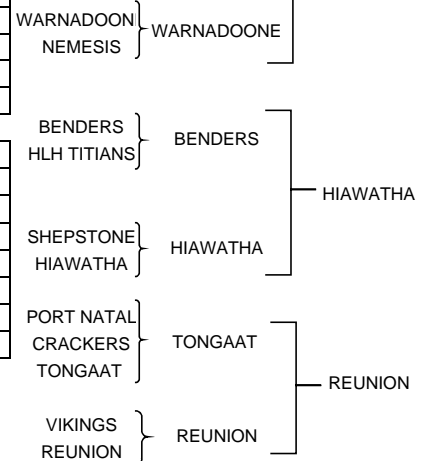 WARNADOON
NEMESIS
WARNADOONE
BENDERS
HLH TITIANS
BENDERS
SHEPSTONE
HIAWATHA
HIAWATHA
HIAWATHA
PORT NATAL
CRACKERS
TONGAAT
TONGAAT
VIKINGS
REUNION
REUNION
REUNION